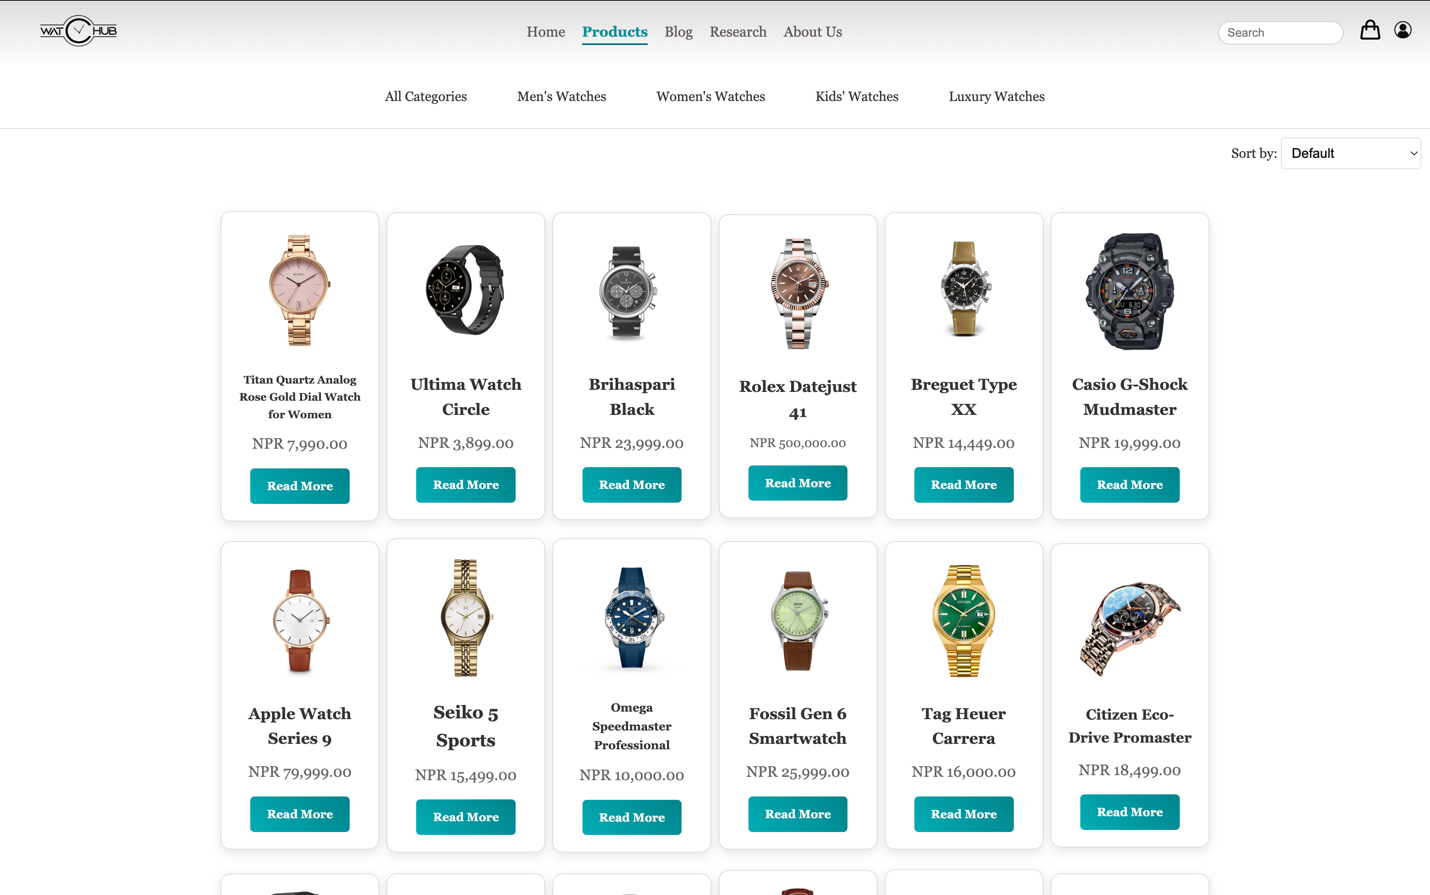 WATCHUB
Home Products Blog Research About Us
Search
All Categories Men's Watches Women's Watches Kids' Watches Luxury Watches
Sort by: Default
Titan Quartz Analog
Rose Gold Dial Watch
for Women
NPR 7,990.00
Read More
Ultima Watch
Circle
NPR 3,899.00
Read More
Brihaspari
Black
NPR 23,999.00
Read More
Rolex Datejust
41
NPR 500,000.00
Read More
Breguet Type
XX
NPR 14,449.00
Read More
Casio G-Shock
Mudmaster
NPR 19,999.00
Read More
Apple Watch
Series 9
NPR 79,999.00
Read More
Seiko 5
Sports
NPR 15,499.00
Read More
Omega
Speedmaster
Professional
NPR 10,000.00
Read More
Fossil Gen 6
Smartwatch
NPR 25,999.00
Read More
Tag Heuer
Carrera
NPR 16,000.00
Read More
Citizen Eco-
Drive Promaster
NPR 18,499.00
Read More